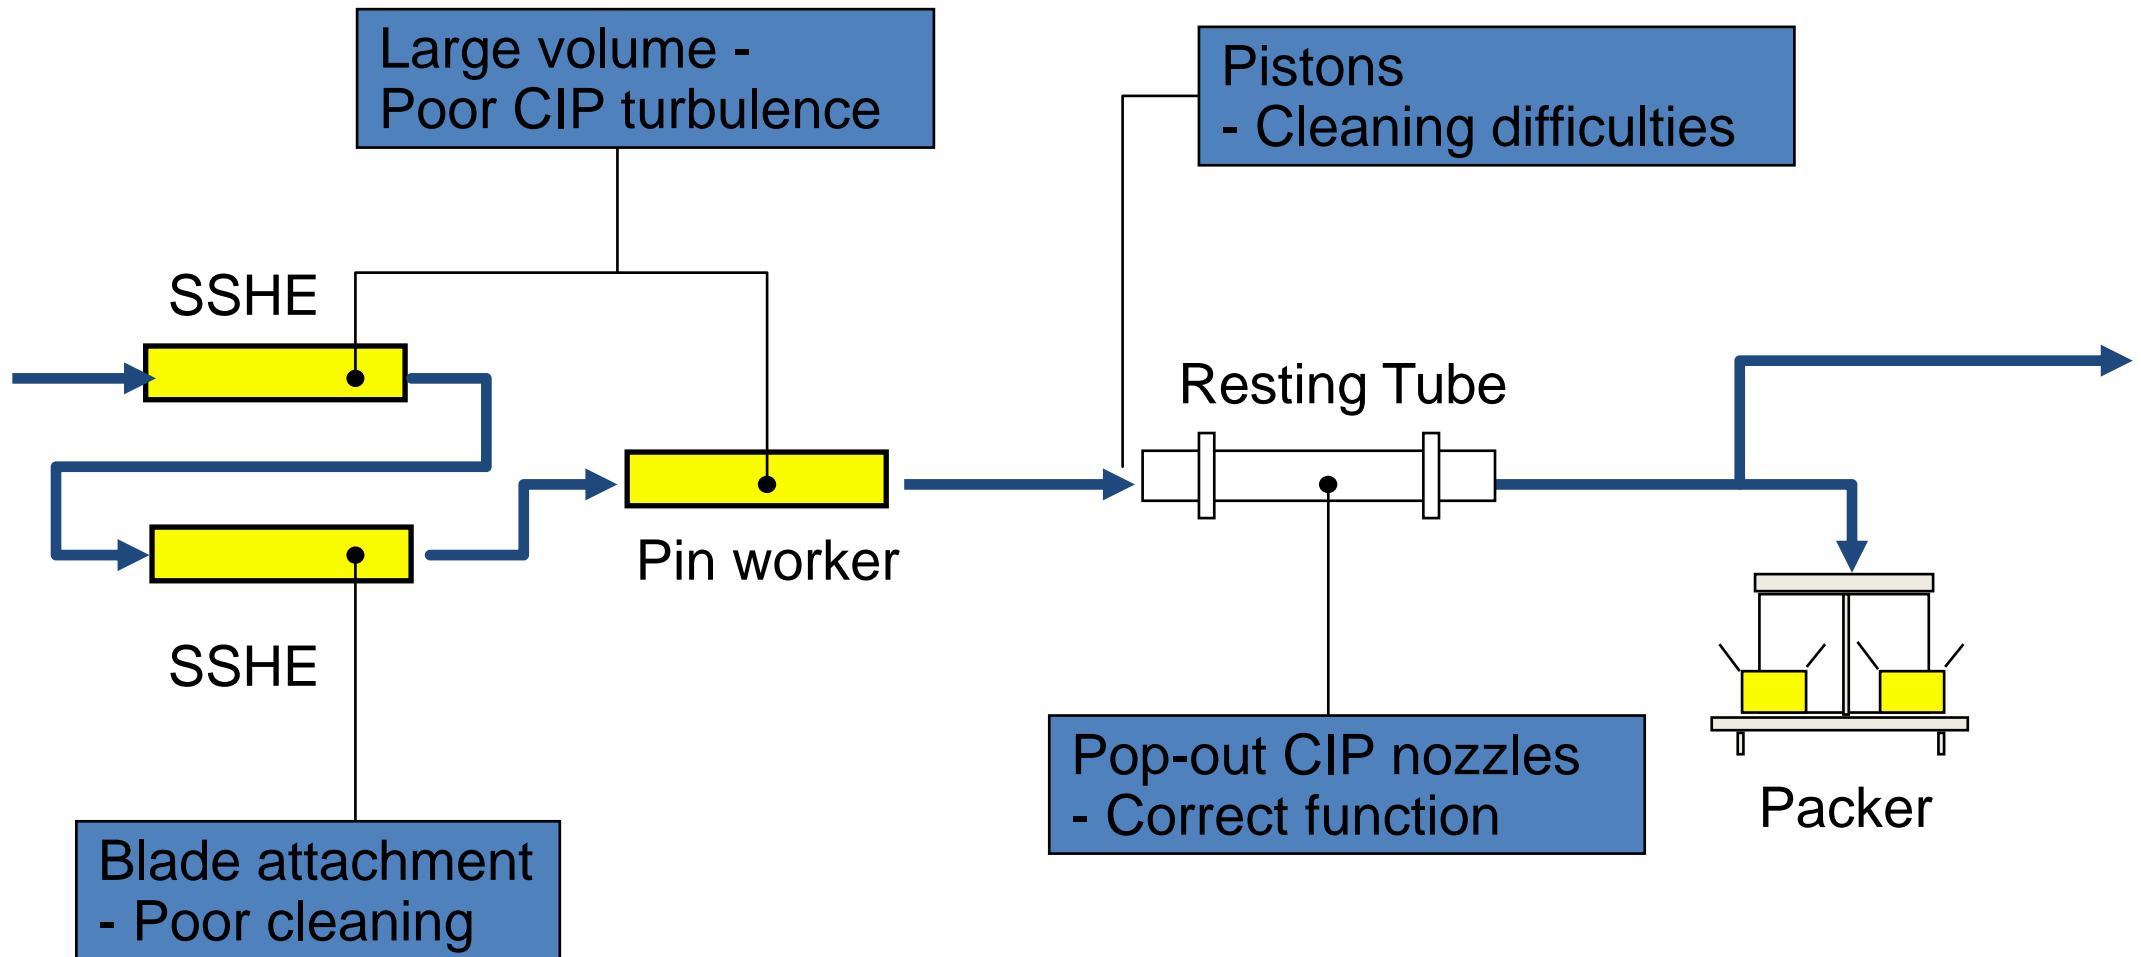 Large volume -
Poor CIP turbulence
Pistons
- Cleaning difficulties
SSHE
Resting Tube
Pin worker
SSHE
Pop-out CIP nozzles
- Correct function
Packer
Blade attachment
- Poor cleaning